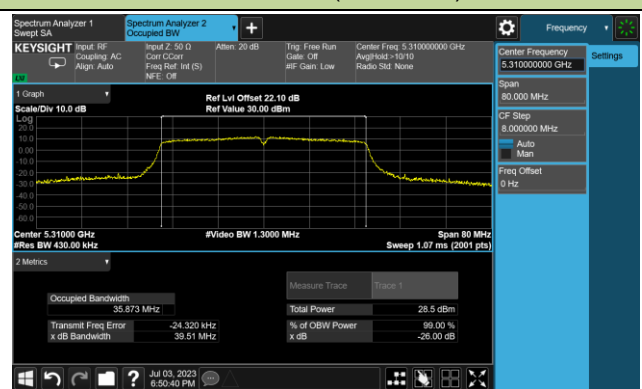 Spectrum Analyzer 1
Swept SA
Spectrum Analyzer 2
Occupied BW
Frequency
KEYSIGHT
Input: RF
Coupling: AC
Align: Auto
Input Z: 50 Ω
Corr CCorr
Freq Ref: Int (S)
NFE: Off
Atten: 20 dB
Trig: Free Run
Gate: Off
#IF Gain: Low
Center Freq: 5.310000000 GHz
Avg|Hold:>10/10
Radio Std: None
LW
Center Frequency
5.310000000 GHz
Settings
Span
80.000 MHz
CF Step
8.000000 MHz
Auto
Man
Freq Offset
0 Hz
1 Graph
Scale/Div 10.0 dB
Ref Lvl Offset 22.10 dB
Ref Value 30.00 dBm
Log
20.0
10.0
0.00
-10.0
-20.0
-30.0
-40.0
-50.0
-60.0
Center 5.31000 GHz
#Video BW 1.3000 MHz
Span 80 MHz
#Res BW 430.00 kHz
Sweep 1.07 ms (2001 pts)
2 Metrics
Measure Trace
Trace 1
Occupied Bandwidth
35.873 MHz
Total Power
28.5 dBm
Transmit Freq Error
-24.320 kHz
% of OBW Power
99.00 %
x dB Bandwidth
39.51 MHz
x dB
-26.00 dB
Jul 03, 2023
6:50:40 PM